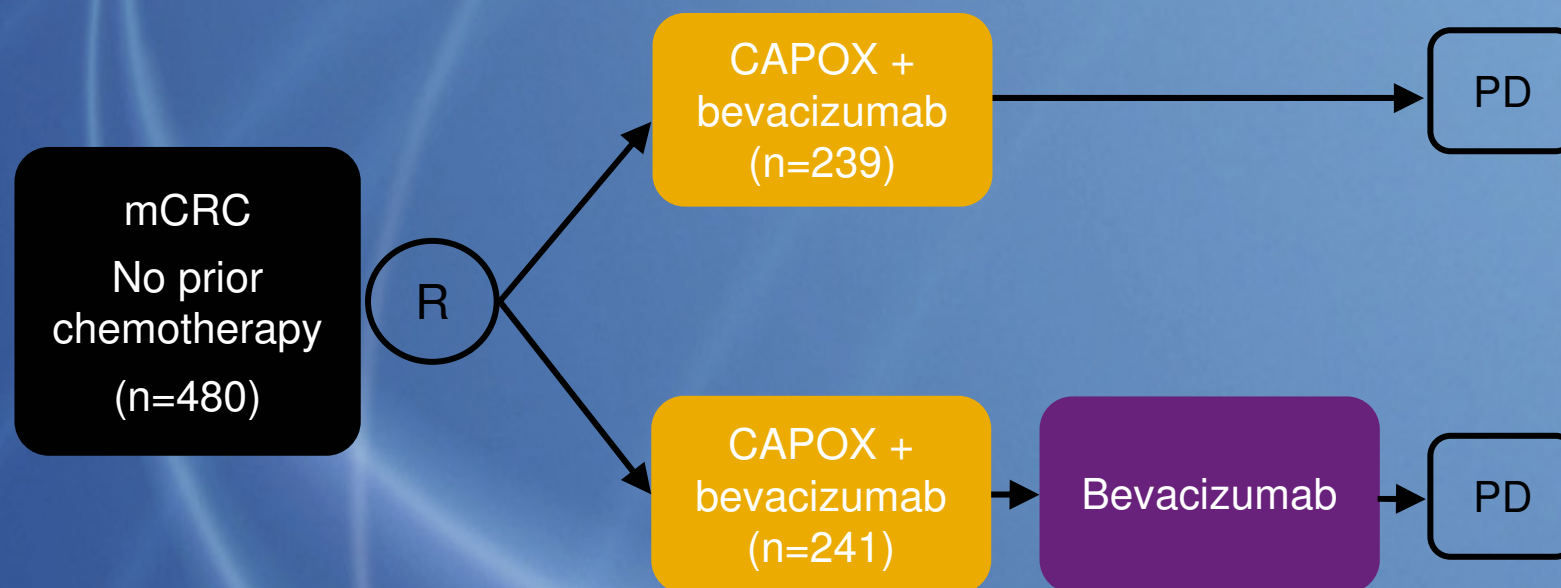 mCRC
No prior
chemotherapy
(n=480)
R
CAPOX +
bevacizumab
(n=239)
PD
CAPOX +
bevacizumab
(n=241)
Bevacizumab
PD